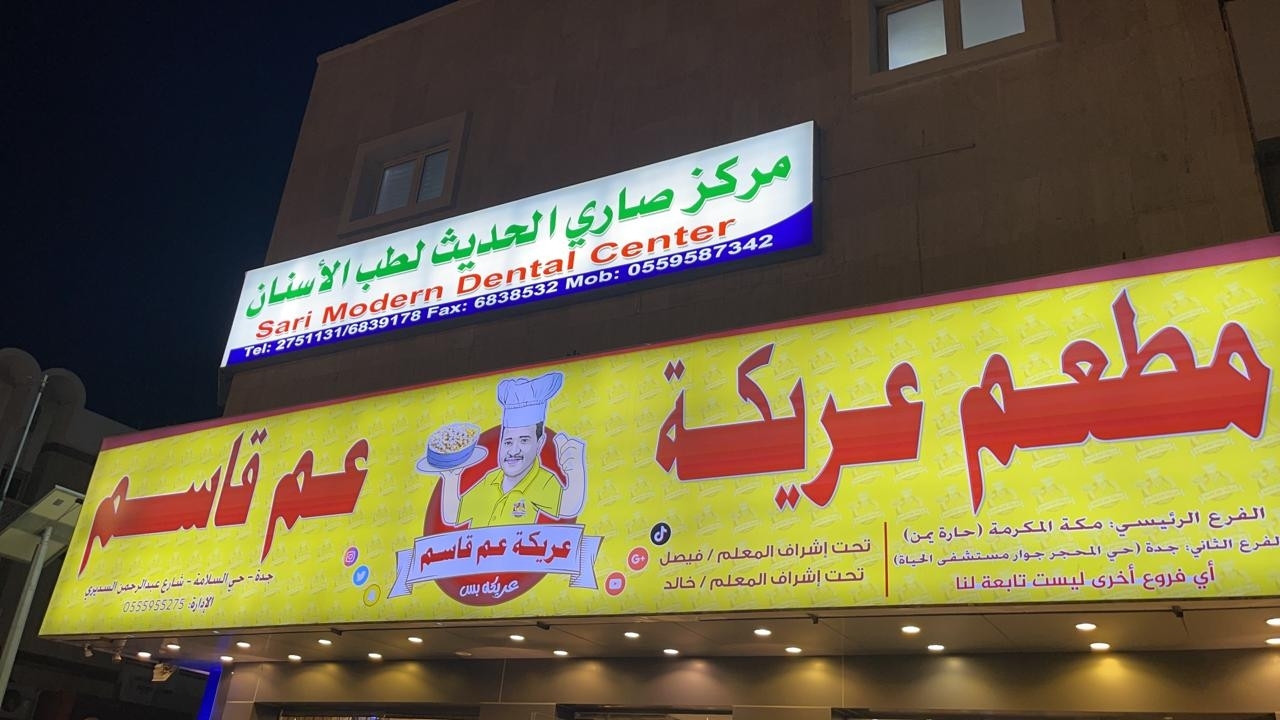 مركز صاري الحديث لطب الأسنان
Sari Modern Dental Center
Tel: 2751131/6839178 Fax: 6838532 Mob: 0559587342
مطعم عريكة عم قاسم
عريكة عم قاسم
عريكة بس
الفرع الرئيسي: مكة المكرمة (حارة يمن)
الفرع الثاني: جدة (حي المحجر جوار مستشفى الحياة)
أي فروع أخرى ليست تابعة لنا
تحت إشراف المعلم / فيصل
تحت إشراف المعلم / خالد
جدة - حي السلامة - شارع عبدالرحمن السديري
الإدارة: 0555955275